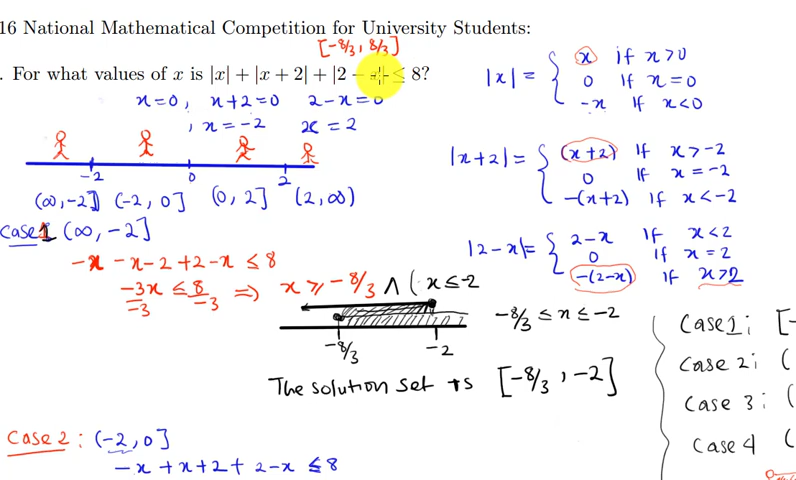 16 National Mathematical Competition for University Students:
[-8/3, 8/3]
. For what values of x is |x| + |x + 2| + |2 − x| ≤ 8?
x=0, x+2=0 2-x=0
, x=-2 x=2
-2 0 2
(∞,-2] (-2, 0] (0, 2] (2, ∞)
Case 1 (∞, -2]
-x -x-2+2-x ≤ 8
-3x ≤ 8 ⇒ x ≥ -8/3 ∧ ( x ≤ -2
-3 -3
-8/3 ≤ x ≤ -2
-8/3 -2
The solution set is [-8/3, -2]
Case 2: (-2, 0]
-x + x+2 + 2-x ≤ 8
|x| = { x if x>0
0 if x=0
-x if x<0
|x+2| = { (x+2) if x>-2
0 if x=-2
-(x+2) if x<-2
|2-x| = { 2-x if x<2
0 if x=2
-(2-x) if x>2
Case 1; [-
Case 2; (
Case 3; (
Case 4 (